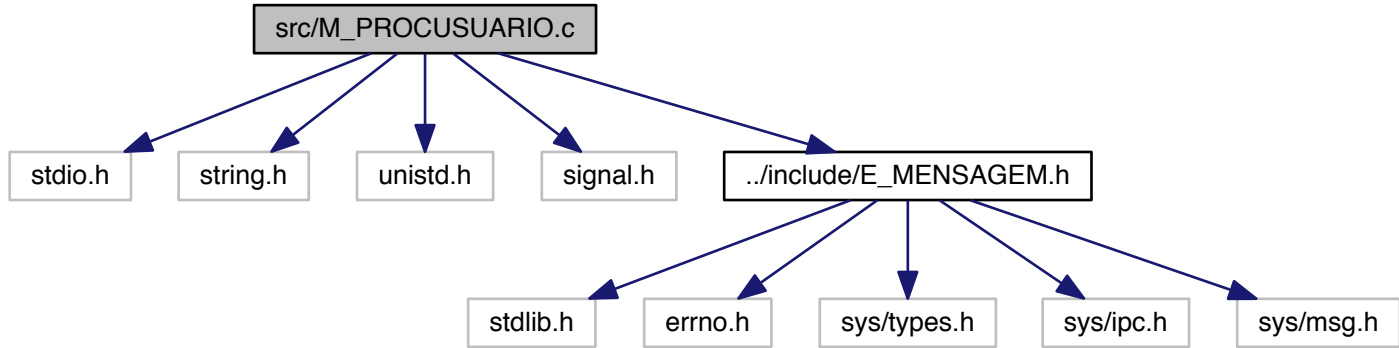 src/M_PROCUSUARIO.c
stdio.h
string.h
unistd.h
signal.h
../include/E_MENSAGEM.h
stdlib.h
errno.h
sys/types.h
sys/ipc.h
sys/msg.h